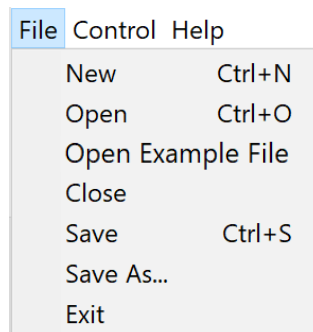 File Control Help
New Ctrl+N
Open Ctrl+O
Open Example File
Close
Save Ctrl+S
Save As...
Exit